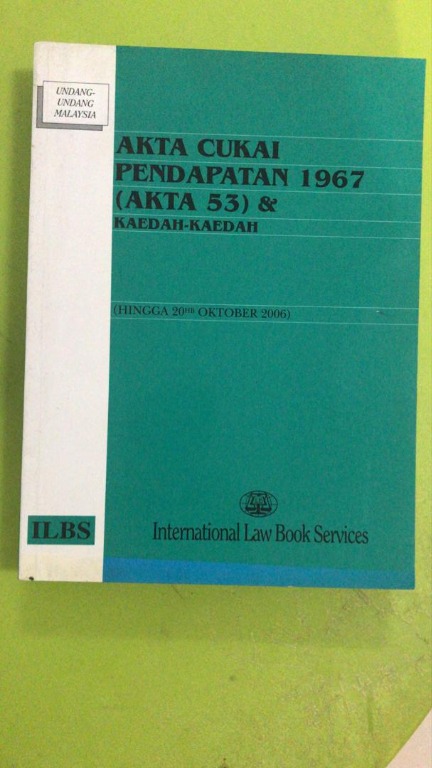 UNDANG-
UNDANG
MALAYSIA
AKTA CUKAI
PENDAPATAN 1967
(AKTA 53) &
KAEDAH-KAEDAH
(HINGGA 20HB OKTOBER 2006)
ILBS
International Law Book Services